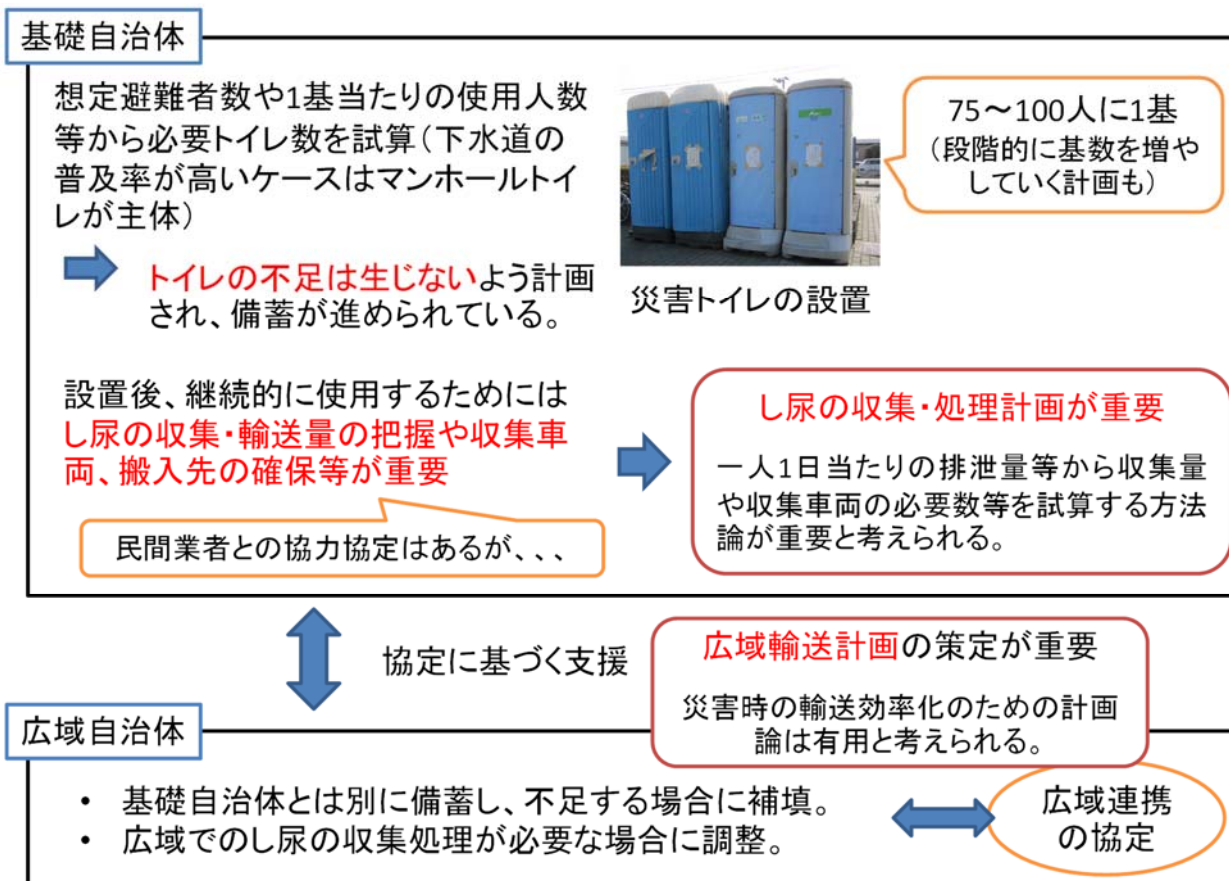 基礎自治体
想定避難者数や1基当たりの使用人数
等から必要トイレ数を試算(下水道の
普及率が高いケースはマンホールトイ
レが主体)
トイレの不足は生じないよう計画
され、備蓄が進められている。
災害トイレの設置
75～100人に1基
(段階的に基数を増や
していく計画も)
設置後、継続的に使用するためには
し尿の収集・輸送量の把握や収集車
両、搬入先の確保等が重要
民間業者との協力協定はあるが、、、
し尿の収集・処理計画が重要
一人1日当たりの排泄量等から収集量
や収集車両の必要数等を試算する方法
論が重要と考えられる。
協定に基づく支援
広域輸送計画の策定が重要
災害時の輸送効率化のための計画
論は有用と考えられる。
広域自治体
• 基礎自治体とは別に備蓄し、不足する場合に補填。
• 広域でのし尿の収集処理が必要な場合に調整。
広域連携
の協定